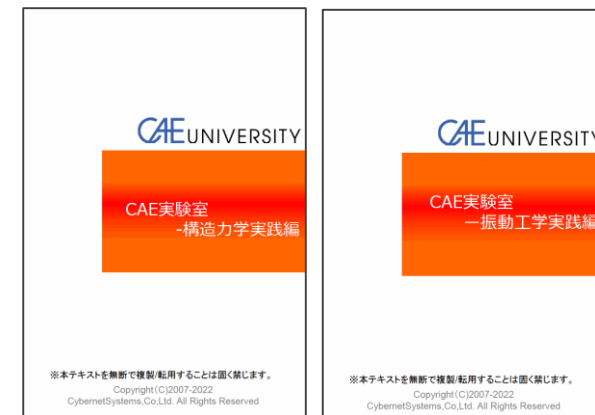 CAEUNIVERSITY
CAE実験室
-構造力学実践編
※本テキストを無断で複製/転用することは固く禁じます。
Copyright(C)2007-2022
CybernetSystems,Co,Ltd. All Rights Reserved
CAEUNIVERSITY
CAE実験室
ー振動工学実践編
※本テキストを無断で複製/転用することは固く禁じます。
Copyright(C)2007-2022
CybernetSystems,Co,Ltd. All Rights Reserved